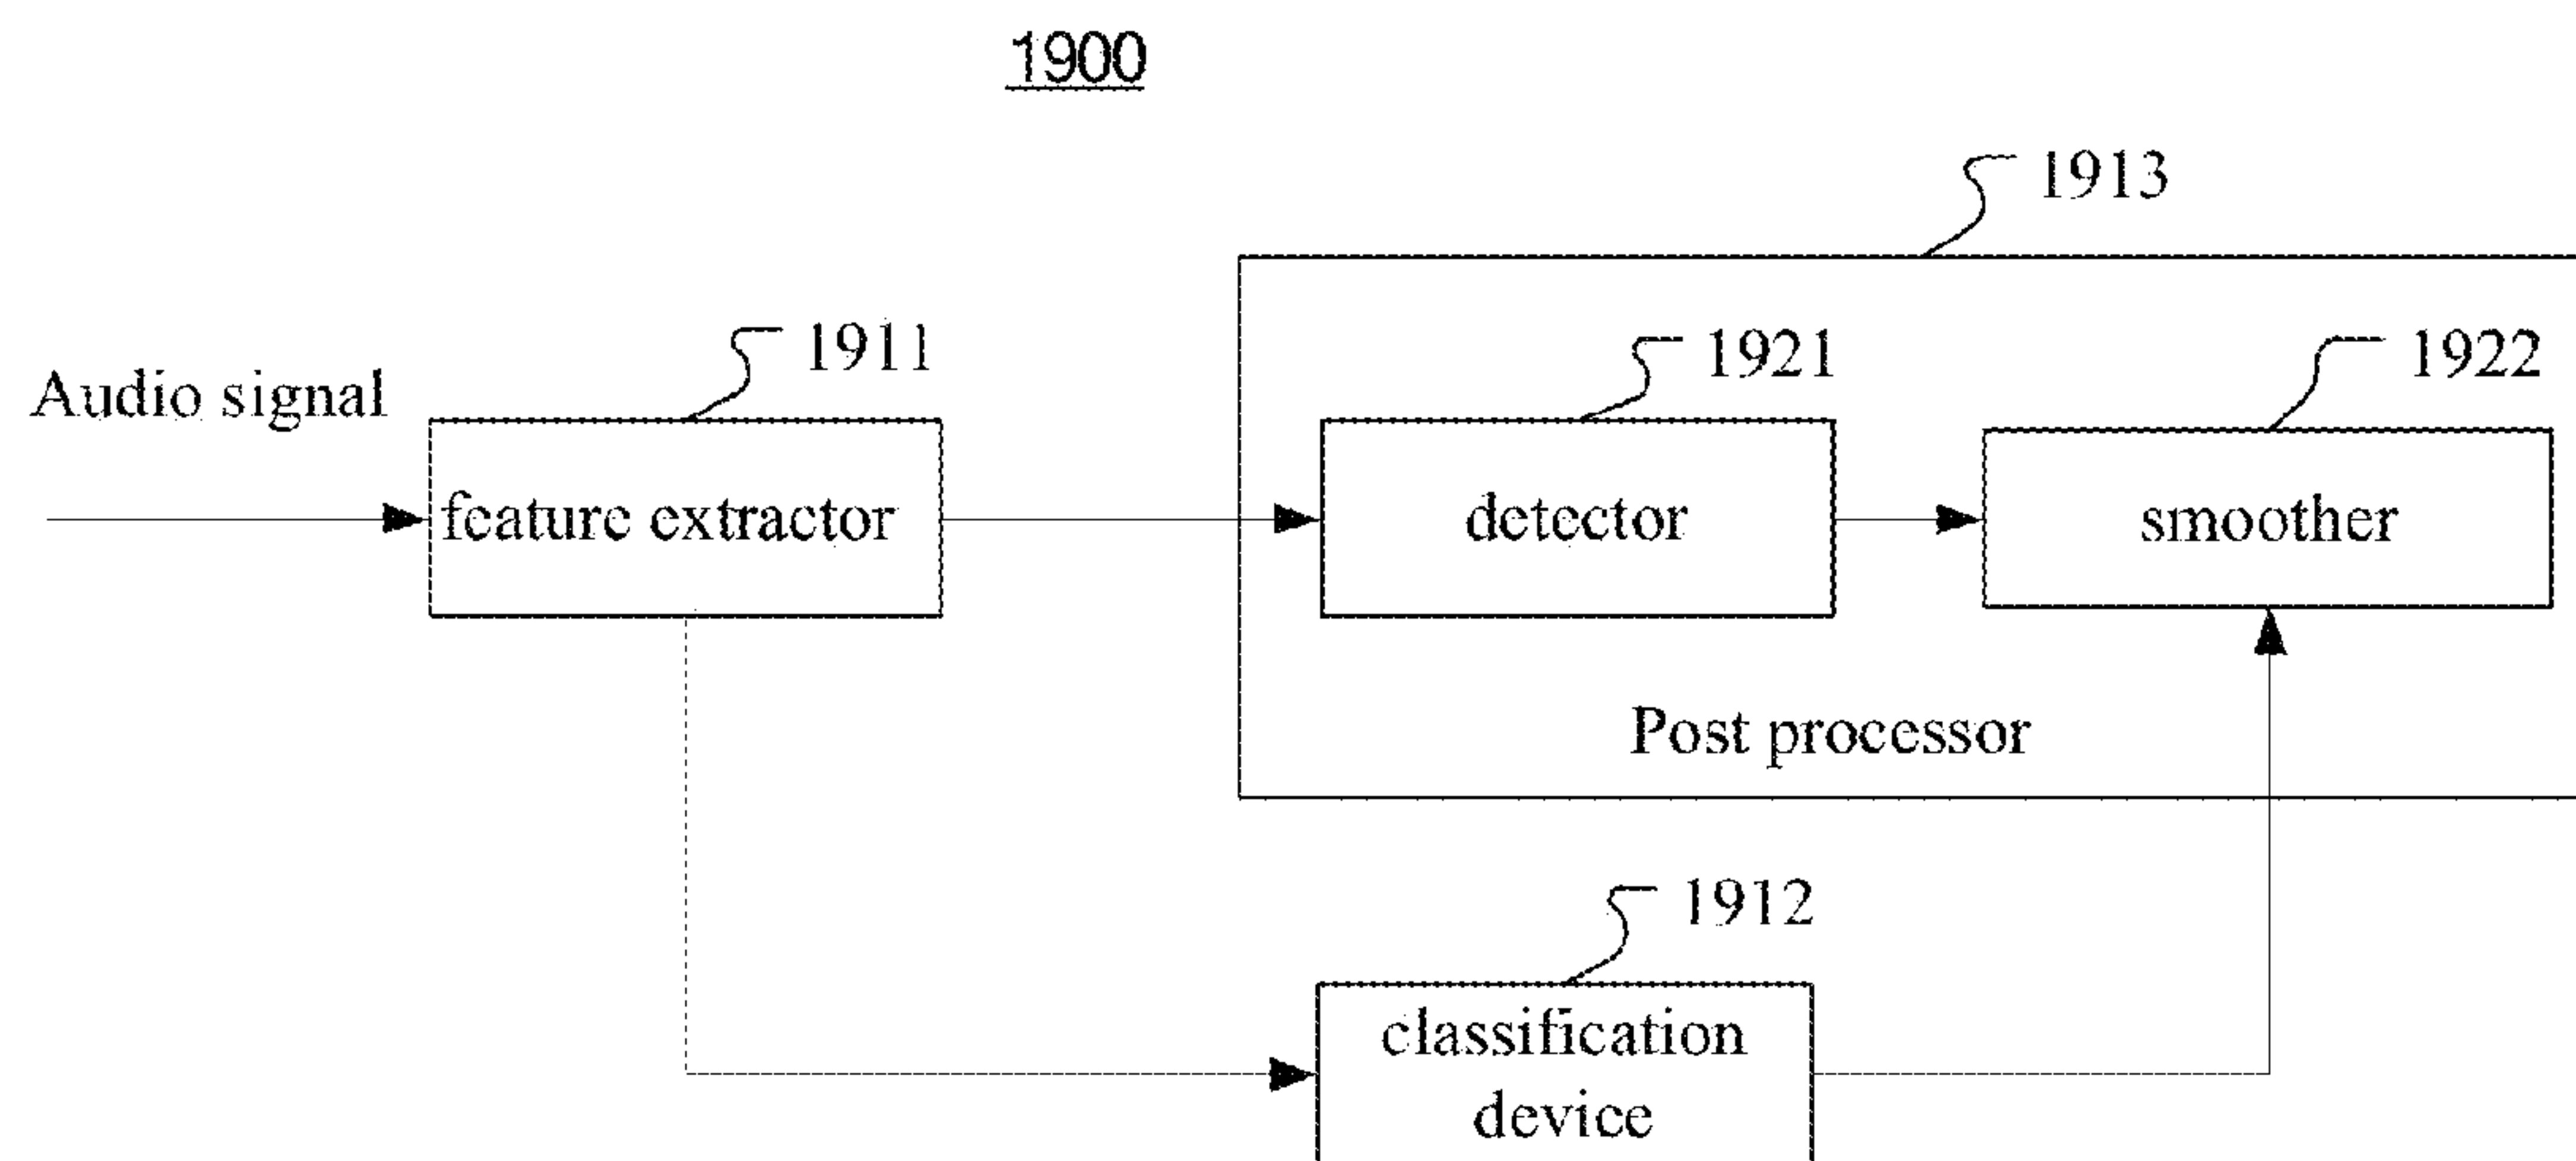 1900
1913
1911
1921
1922
Audio signal
feature extractor
detector
smoother
Post processor
1912
classification
device